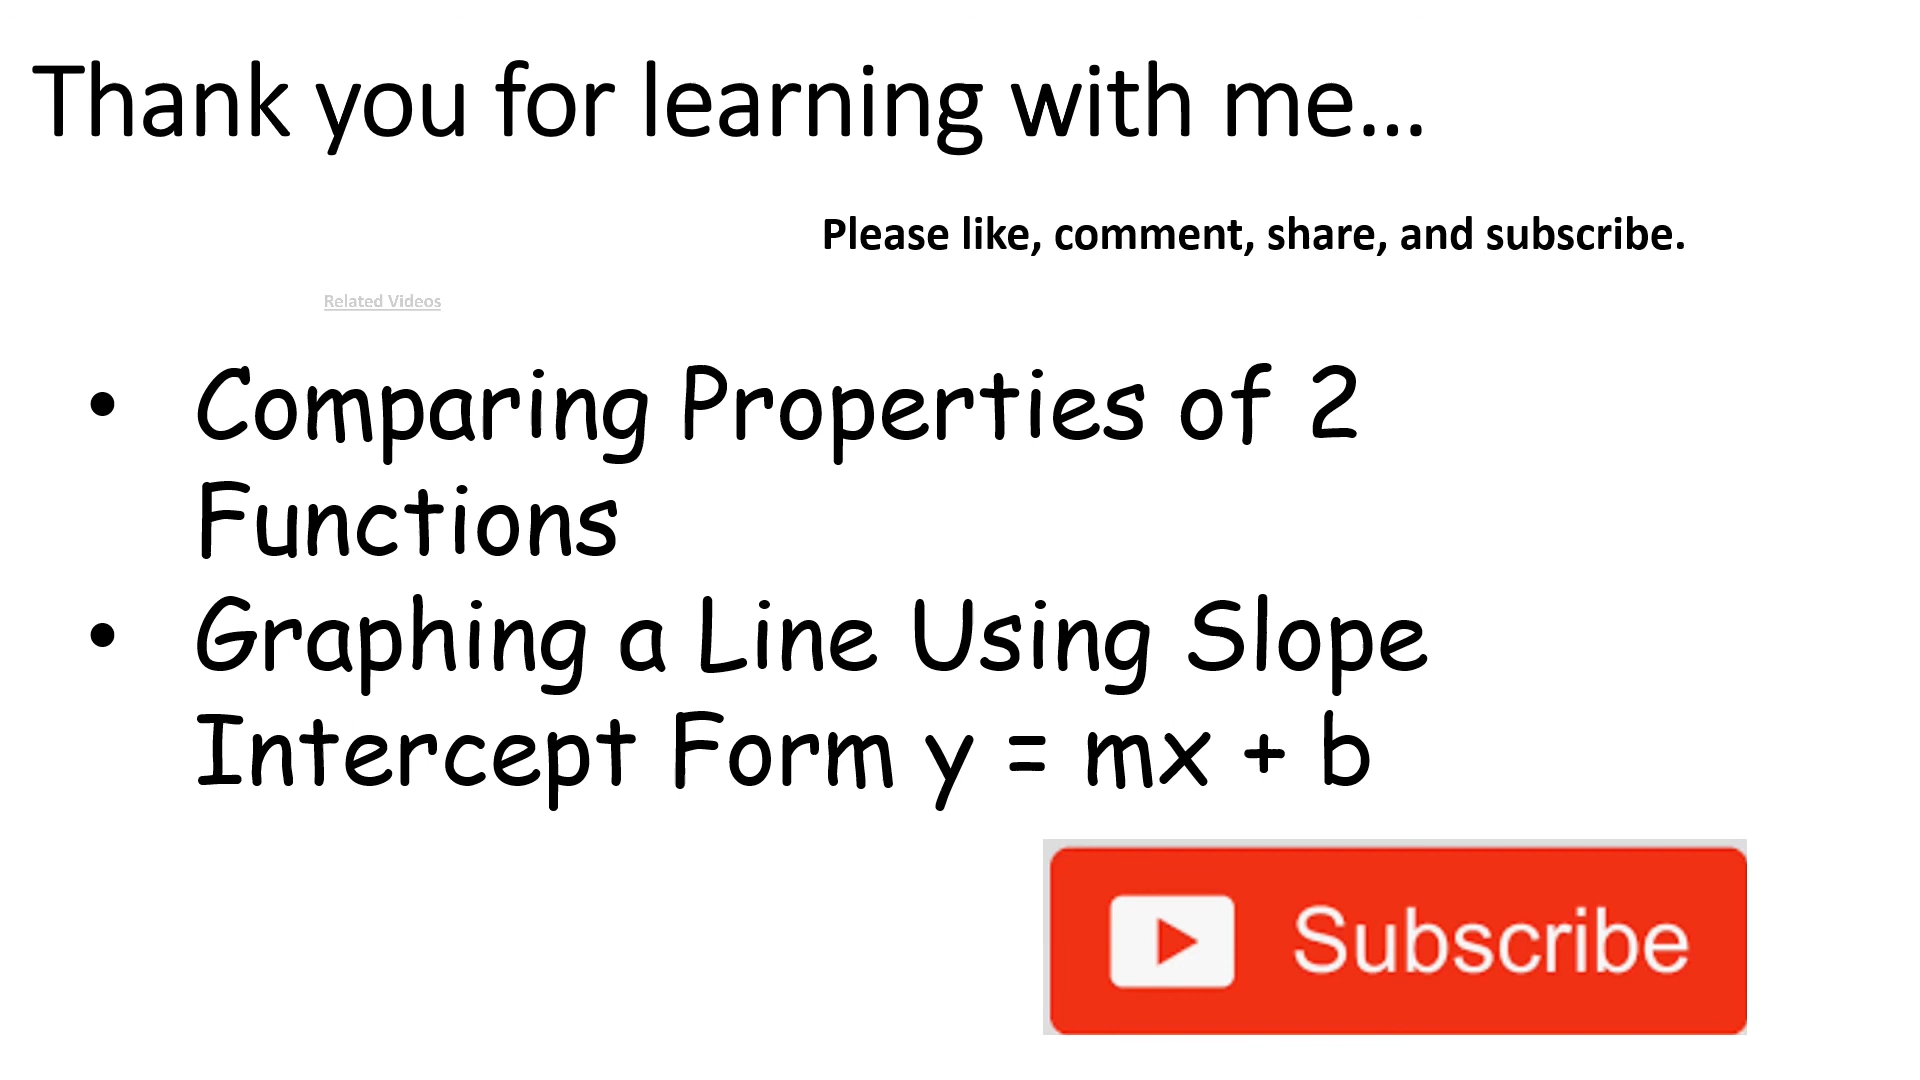 Thank you for learning with me...
Please like, comment, share, and subscribe.
Related Videos
• Comparing Properties of 2
Functions
• Graphing a Line Using Slope
Intercept Form y = mx + b
Subscribe